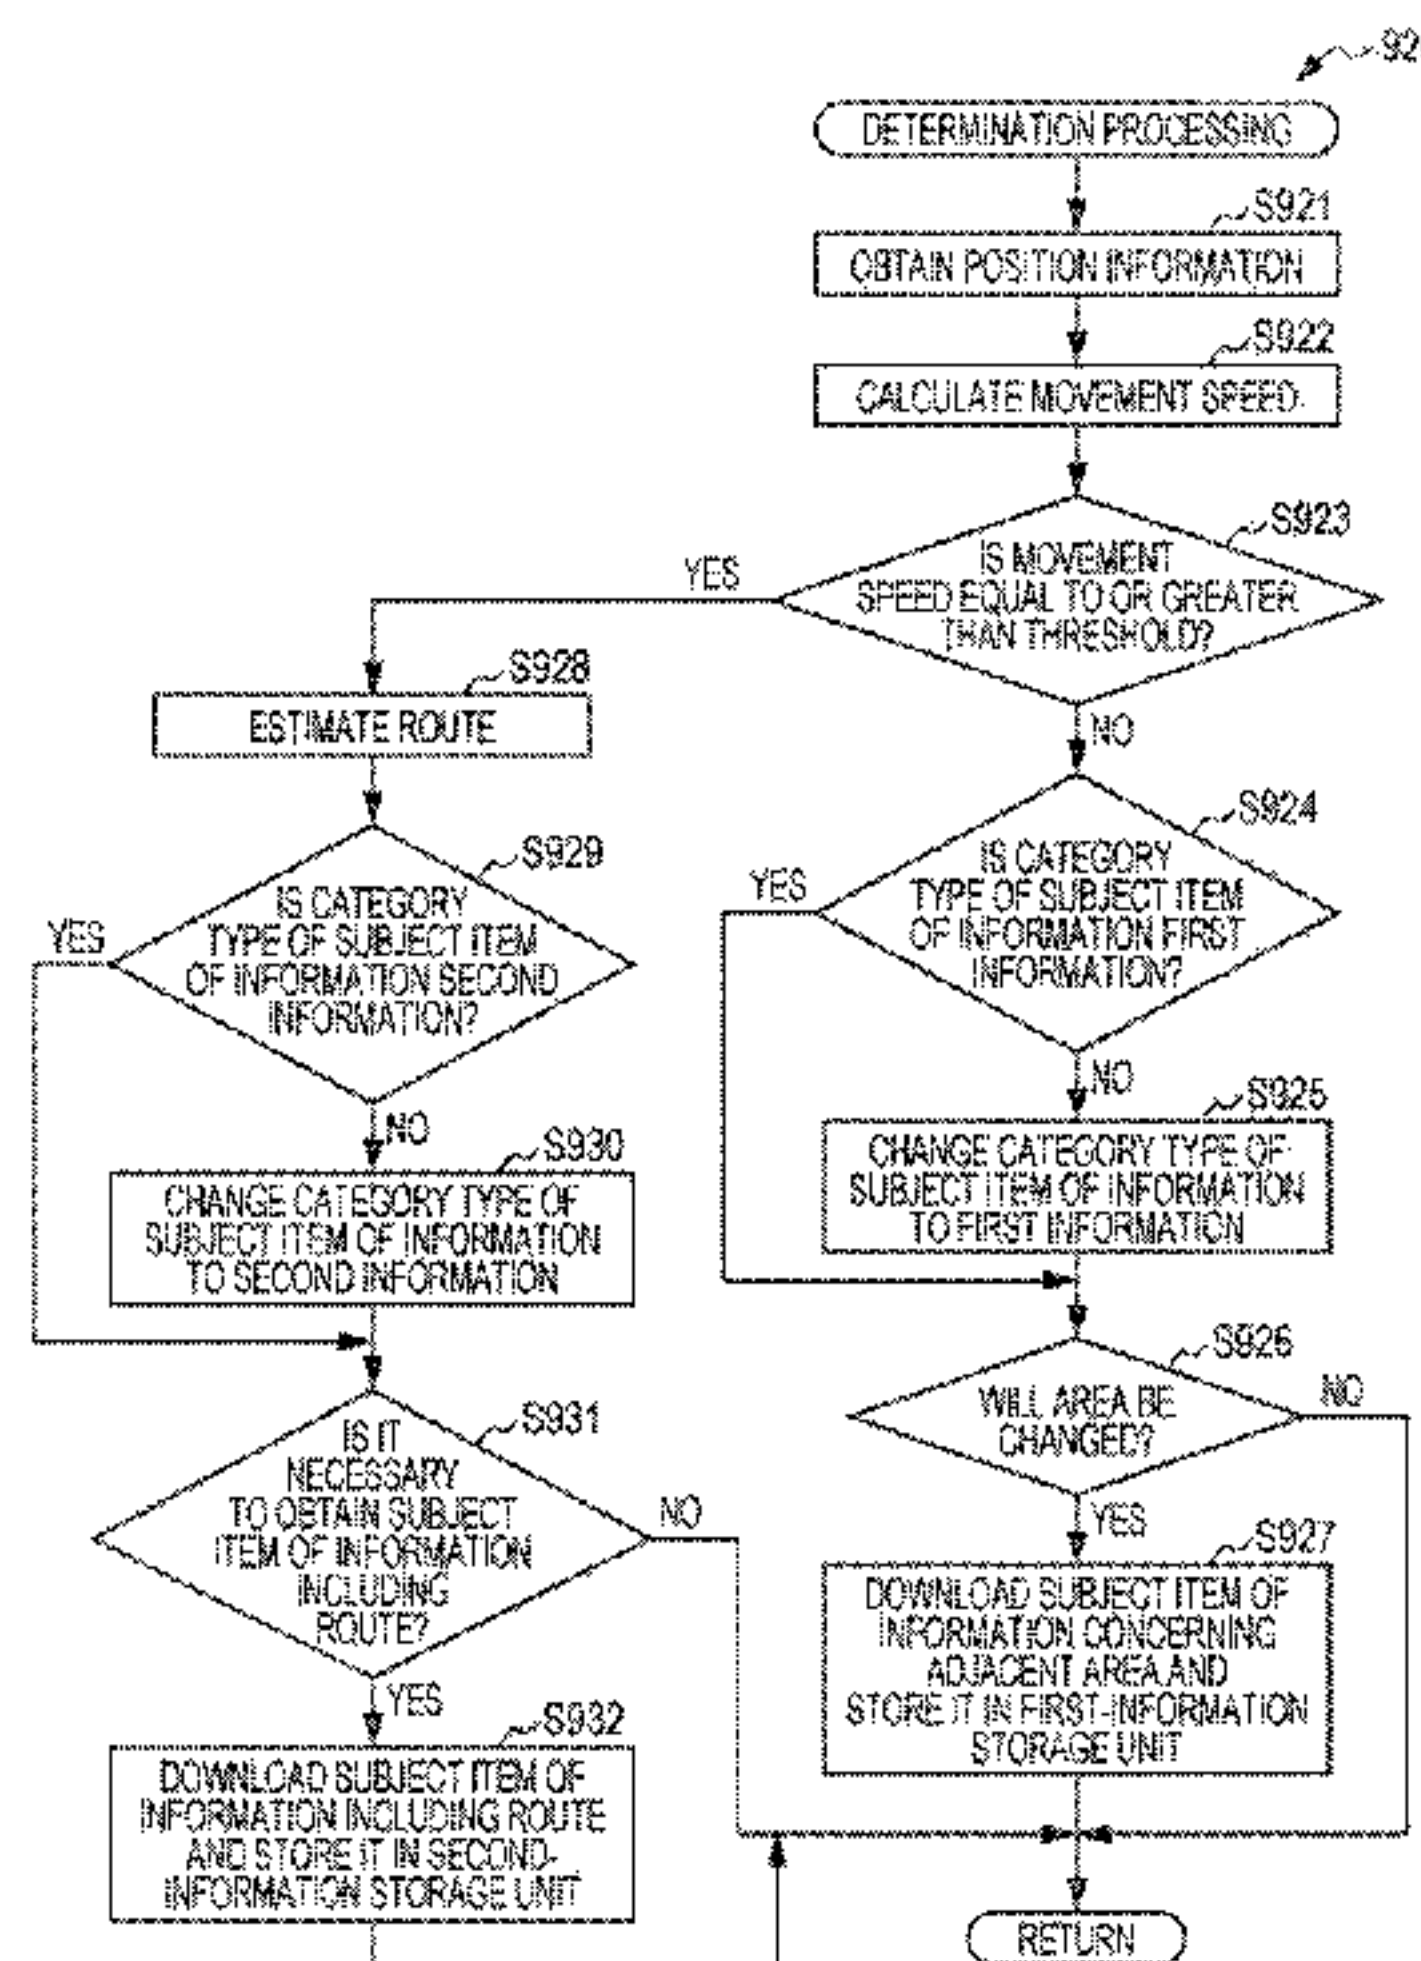 92
DETERMINATION PROCESSING
S921
OBTAIN POSITION INFORMATION
S922
CALCULATE MOVEMENT SPEED
S923
IS MOVEMENT
SPEED EQUAL TO OR GREATER
THAN THRESHOLD?
YES
NO
S928
ESTIMATE ROUTE
S929
IS CATEGORY
TYPE OF SUBJECT ITEM
OF INFORMATION SECOND
INFORMATION?
YES
NO
S930
CHANGE CATEGORY TYPE OF
SUBJECT ITEM OF INFORMATION
TO SECOND INFORMATION
S931
IS IT
NECESSARY
TO OBTAIN SUBJECT
ITEM OF INFORMATION
INCLUDING
ROUTE?
NO
YES
S932
DOWNLOAD SUBJECT ITEM OF
INFORMATION INCLUDING ROUTE
AND STORE IT IN SECOND-
INFORMATION STORAGE UNIT
S924
IS CATEGORY
TYPE OF SUBJECT ITEM
OF INFORMATION FIRST
INFORMATION?
YES
NO
S925
CHANGE CATEGORY TYPE OF
SUBJECT ITEM OF INFORMATION
TO FIRST INFORMATION
S926
WILL AREA BE
CHANGED?
NO
YES
S927
DOWNLOAD SUBJECT ITEM OF
INFORMATION CONCERNING
ADJACENT AREA AND
STORE IT IN FIRST-INFORMATION
STORAGE UNIT
RETURN